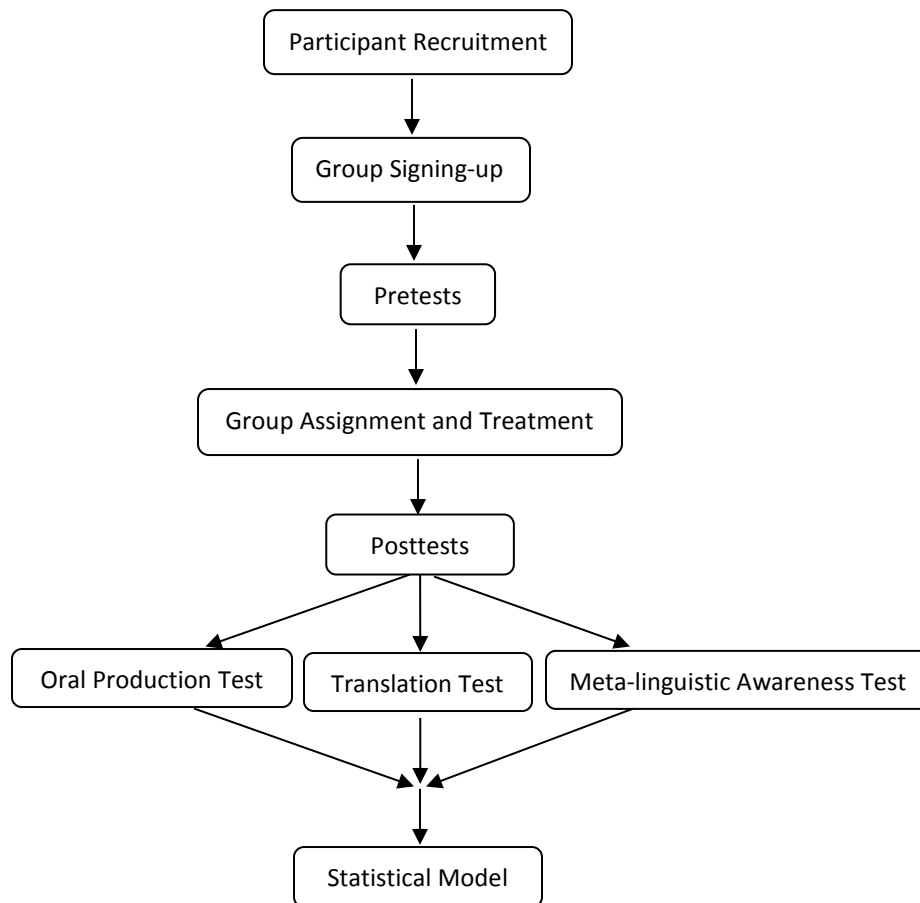 Participant Recruitment
Group Signing-up
Pretests
Group Assignment and Treatment
Posttests
Oral Production Test
Translation Test
Meta-linguistic Awareness Test
Statistical Model